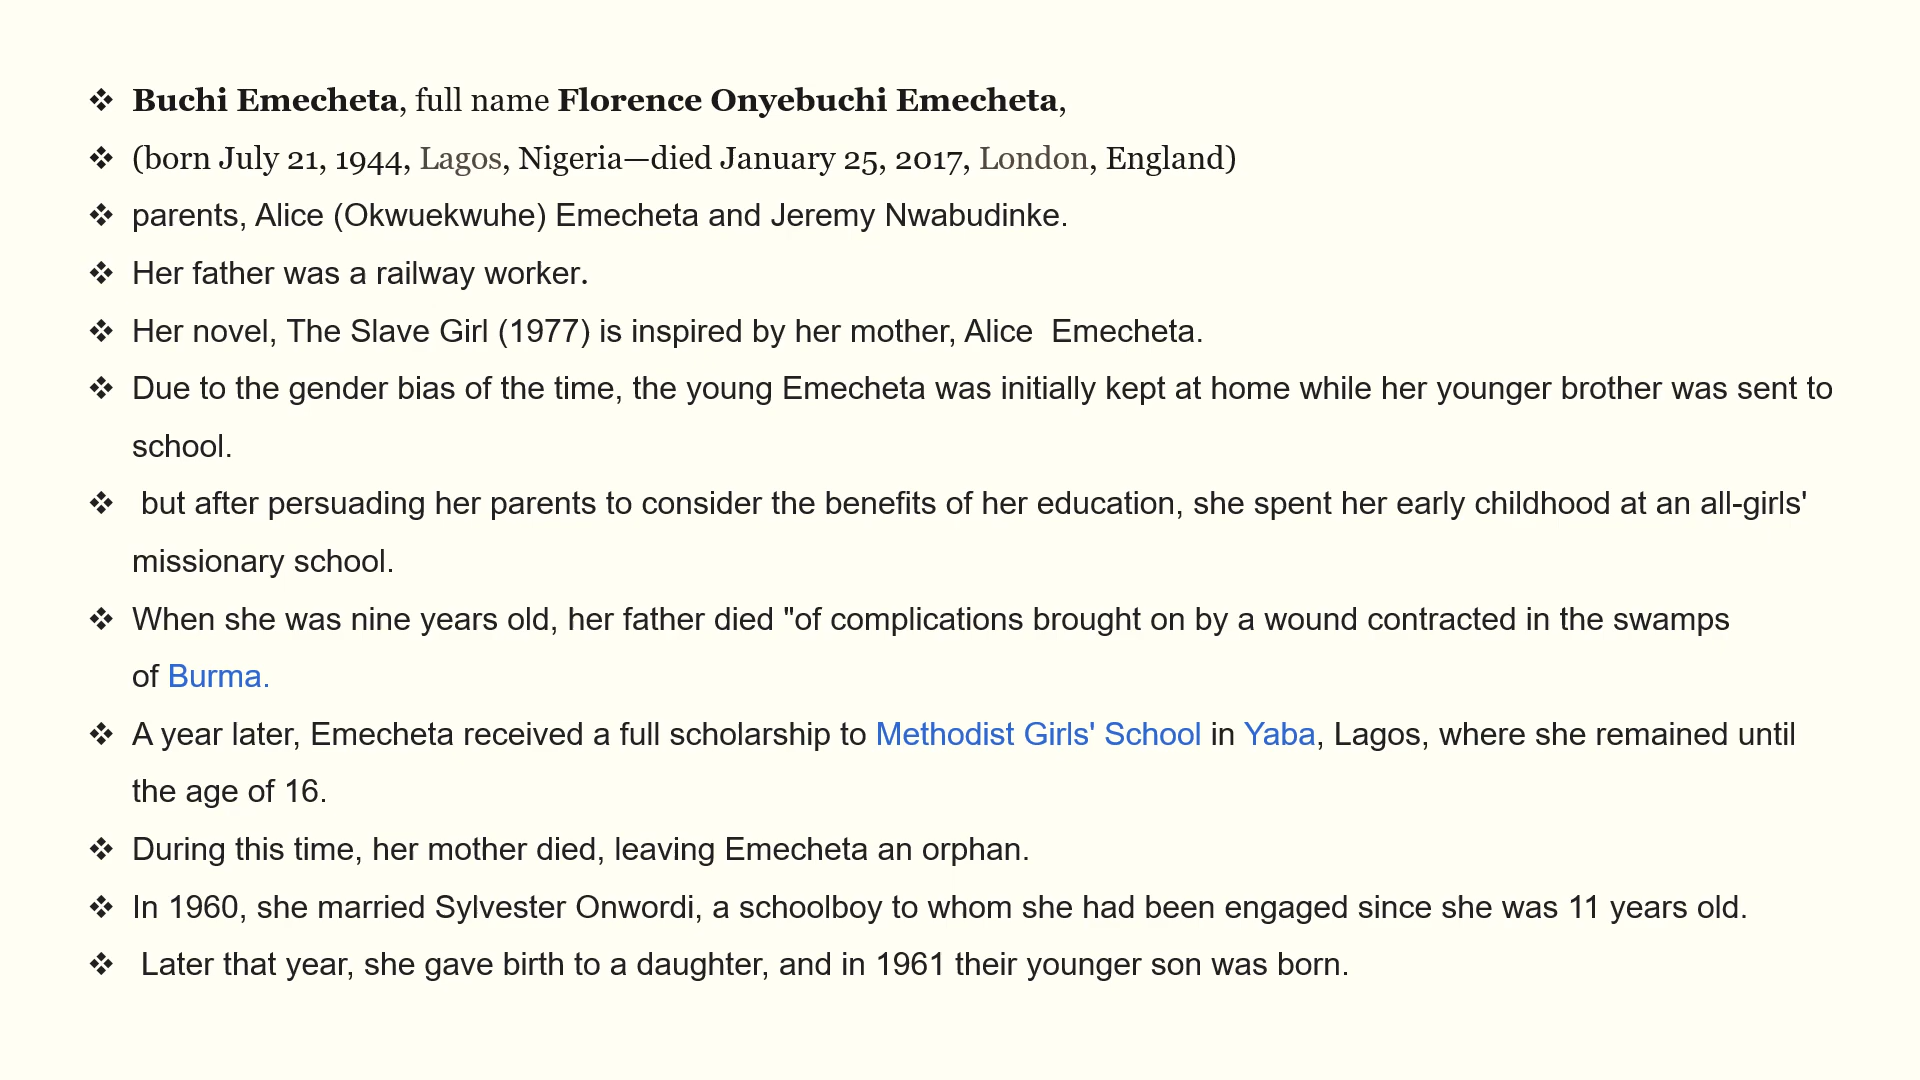 ❖ Buchi Emecheta, full name Florence Onyebuchi Emecheta,
❖ (born July 21, 1944, Lagos, Nigeria—died January 25, 2017, London, England)
❖ parents, Alice (Okwuekwuhe) Emecheta and Jeremy Nwabudinke.
❖ Her father was a railway worker.
❖ Her novel, The Slave Girl (1977) is inspired by her mother, Alice  Emecheta.
❖ Due to the gender bias of the time, the young Emecheta was initially kept at home while her younger brother was sent to
school.
❖ but after persuading her parents to consider the benefits of her education, she spent her early childhood at an all-girls'
missionary school.
❖ When she was nine years old, her father died "of complications brought on by a wound contracted in the swamps
of Burma.
❖ A year later, Emecheta received a full scholarship to Methodist Girls' School in Yaba, Lagos, where she remained until
the age of 16.
❖ During this time, her mother died, leaving Emecheta an orphan.
❖ In 1960, she married Sylvester Onwordi, a schoolboy to whom she had been engaged since she was 11 years old.
❖ Later that year, she gave birth to a daughter, and in 1961 their younger son was born.